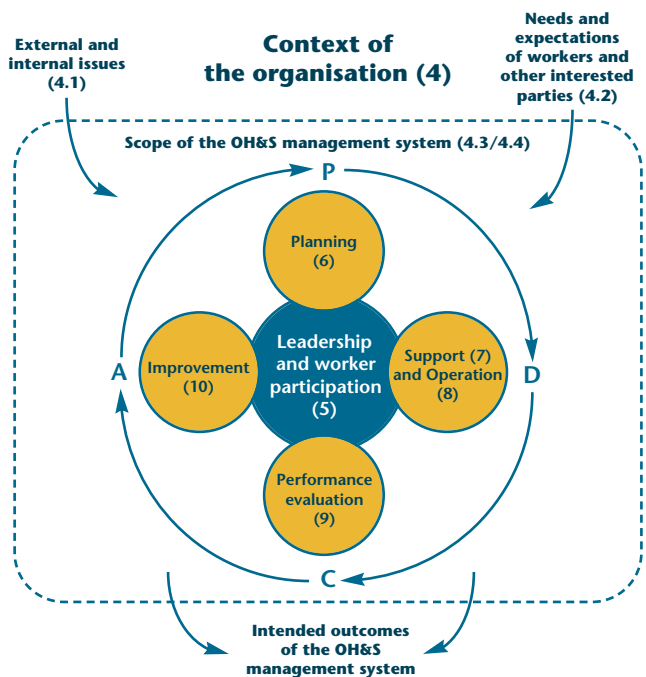 External and
internal issues
(4.1)
Context of
the organisation (4)
Needs and
expectations
of workers and
other interested
parties (4.2)
Scope of the OH&S management system (4.3/4.4)
P
Planning
(6)
A
Improvement
(10)
Leadership
and worker
participation
(5)
Support (7)
and Operation
(8)
D
Performance
evaluation
(9)
C
Intended outcomes
of the OH&S
management system